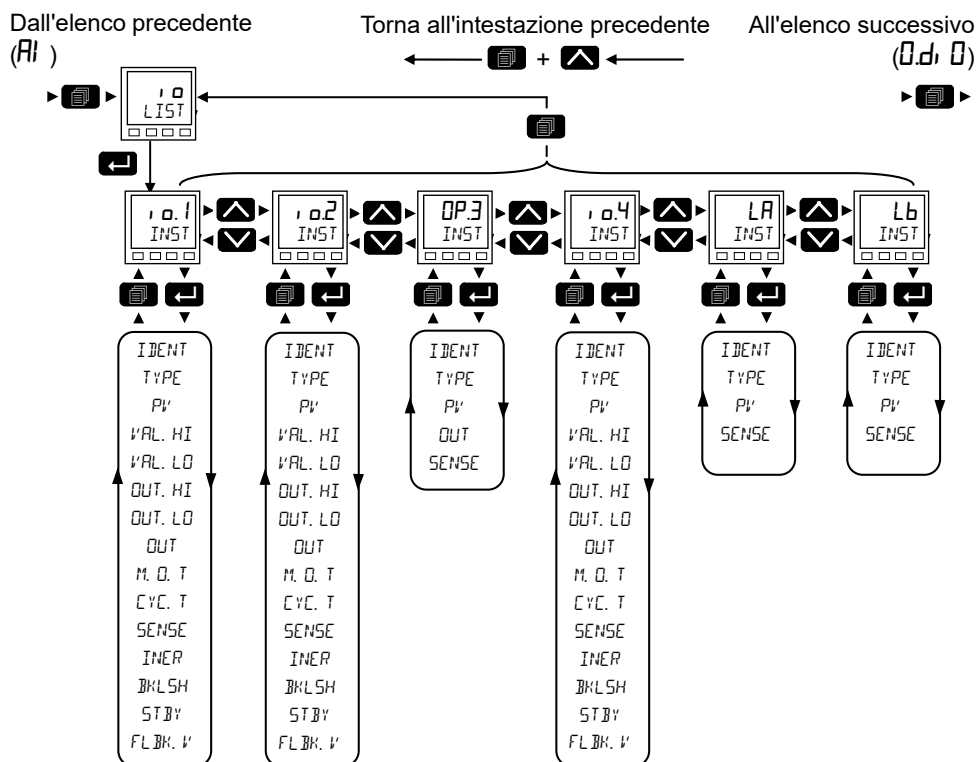 Dall'elenco precedente
(AI )
Torna all'intestazione precedente
+
All'elenco successivo
(O.di O)
io
LIST
io.1
INST
io.2
INST
OP.3
INST
io.4
INST
LA
INST
Lb
INST
IDENT
TYPE
PV
VAL. HI
VAL. LO
OUT. HI
OUT. LO
OUT
M. O. T
CYC. T
SENSE
INER
BKLSH
STBY
FLBK. V
IDENT
TYPE
PV
VAL. HI
VAL. LO
OUT. HI
OUT. LO
OUT
M. O. T
CYC. T
SENSE
INER
BKLSH
STBY
FLBK. V
IDENT
TYPE
PV
OUT
SENSE
IDENT
TYPE
PV
VAL. HI
VAL. LO
OUT. HI
OUT. LO
OUT
M. O. T
CYC. T
SENSE
INER
BKLSH
STBY
FLBK. V
IDENT
TYPE
PV
SENSE
IDENT
TYPE
PV
SENSE